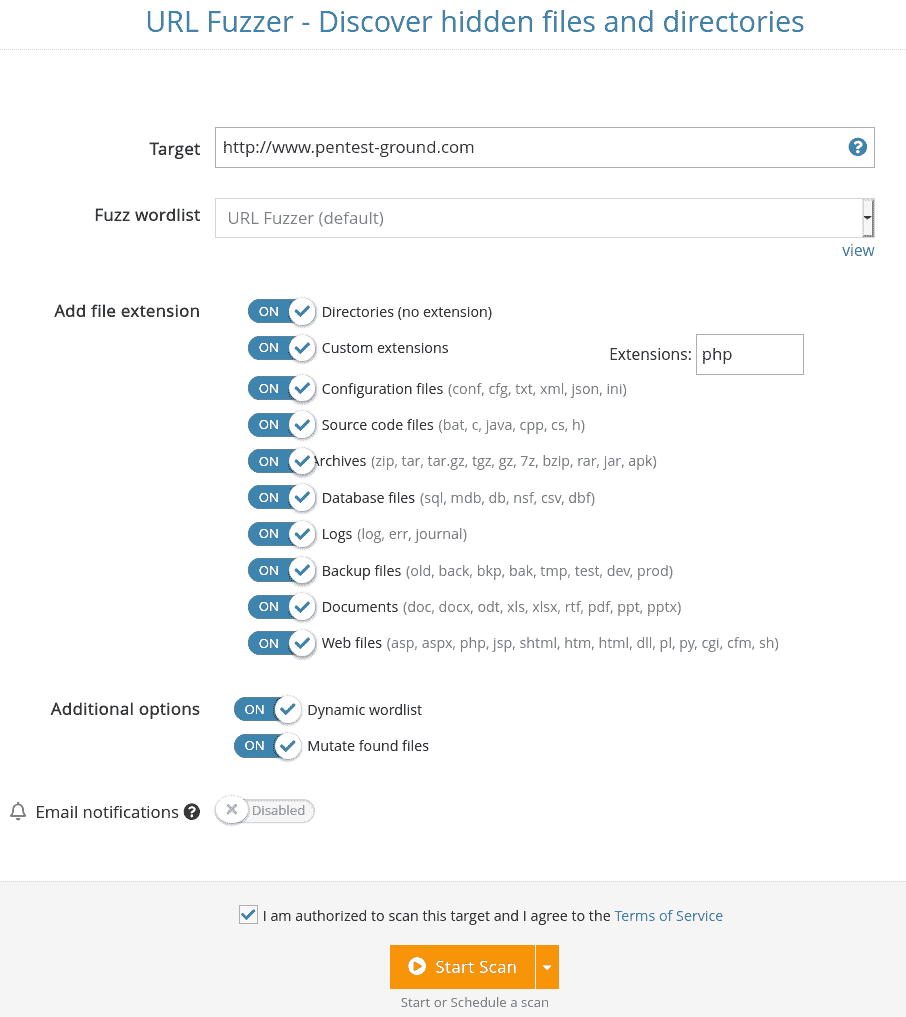 URL Fuzzer - Discover hidden files and directories
Target http://www.pentest-ground.com ?
Fuzz wordlist URL Fuzzer (default)
view
Add file extension ON Directories (no extension)
ON Custom extensions Extensions: php
ON Configuration files (conf, cfg, txt, xml, json, ini)
ON Source code files (bat, c, java, cpp, cs, h)
ON Archives (zip, tar, tar.gz, tgz, gz, 7z, bzip, rar, jar, apk)
ON Database files (sql, mdb, db, nsf, csv, dbf)
ON Logs (log, err, journal)
ON Backup files (old, back, bkp, bak, tmp, test, dev, prod)
ON Documents (doc, docx, odt, xls, xlsx, rtf, pdf, ppt, pptx)
ON Web files (asp, aspx, php, jsp, shtml, htm, html, dll, pl, py, cgi, cfm, sh)
Additional options ON Dynamic wordlist
ON Mutate found files
Email notifications ? Disabled
I am authorized to scan this target and I agree to the Terms of Service
Start Scan
Start or Schedule a scan